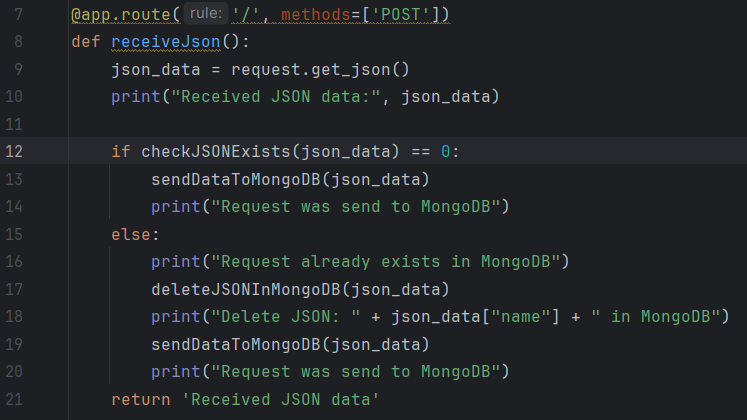 7 @app.route( rule: '/', methods=['POST'])
8 def receiveJson():
9     json_data = request.get_json()
10     print("Received JSON data:", json_data)
11
12     if checkJSONExists(json_data) == 0:
13         sendDataToMongoDB(json_data)
14         print("Request was send to MongoDB")
15     else:
16         print("Request already exists in MongoDB")
17         deleteJSONInMongoDB(json_data)
18         print("Delete JSON: " + json_data["name"] + " in MongoDB")
19         sendDataToMongoDB(json_data)
20         print("Request was send to MongoDB")
21     return 'Received JSON data'